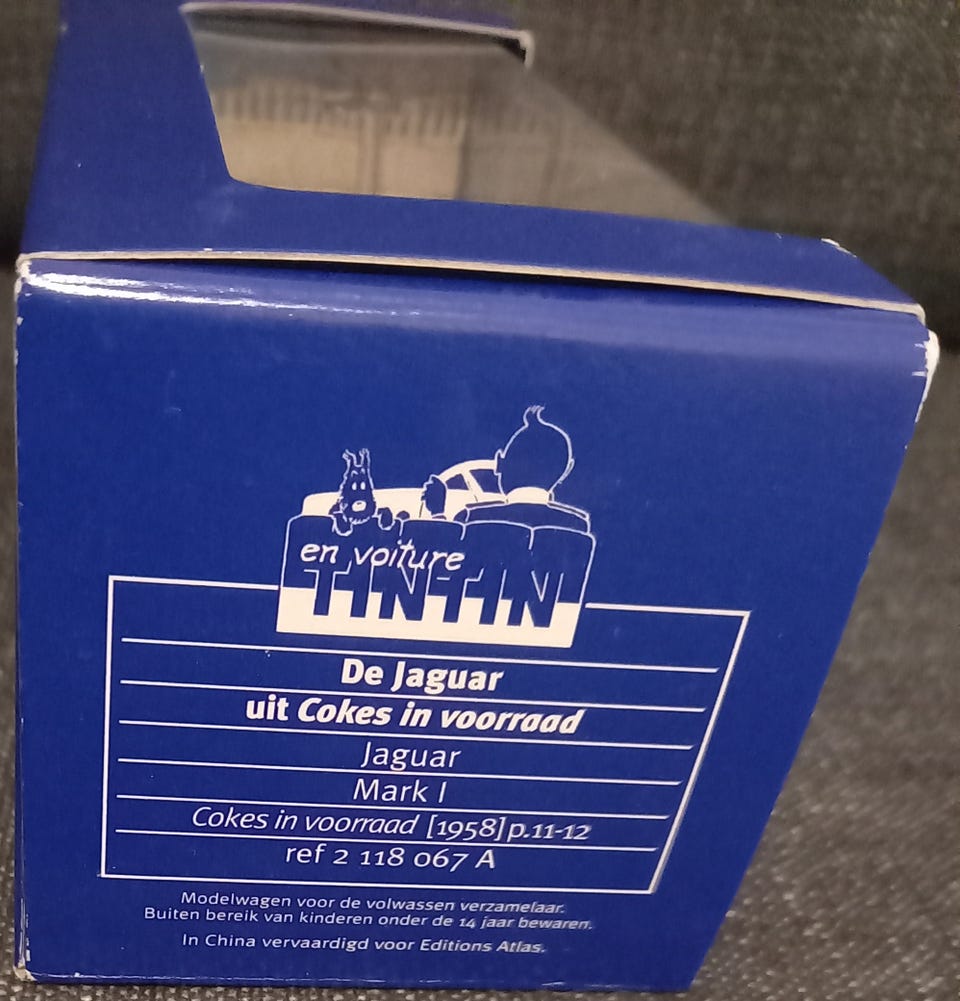 en voiture
TINTIN
De Jaguar
uit Cokes in voorraad
Jaguar
Mark I
Cokes in voorraad [1958] p.11-12
ref 2 118 067 A
Modelwagen voor de volwassen verzamelaar.
Buiten bereik van kinderen onder de 14 jaar bewaren.
In China vervaardigd voor Editions Atlas.